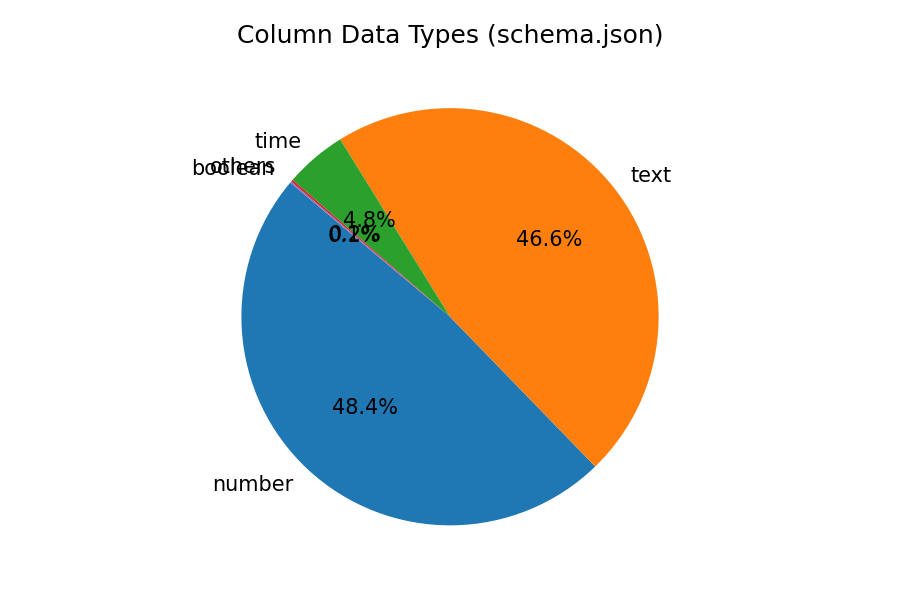 Column Data Types (schema.json)
time
others
boolean
text
4.8%
46.6%
48.4%
number